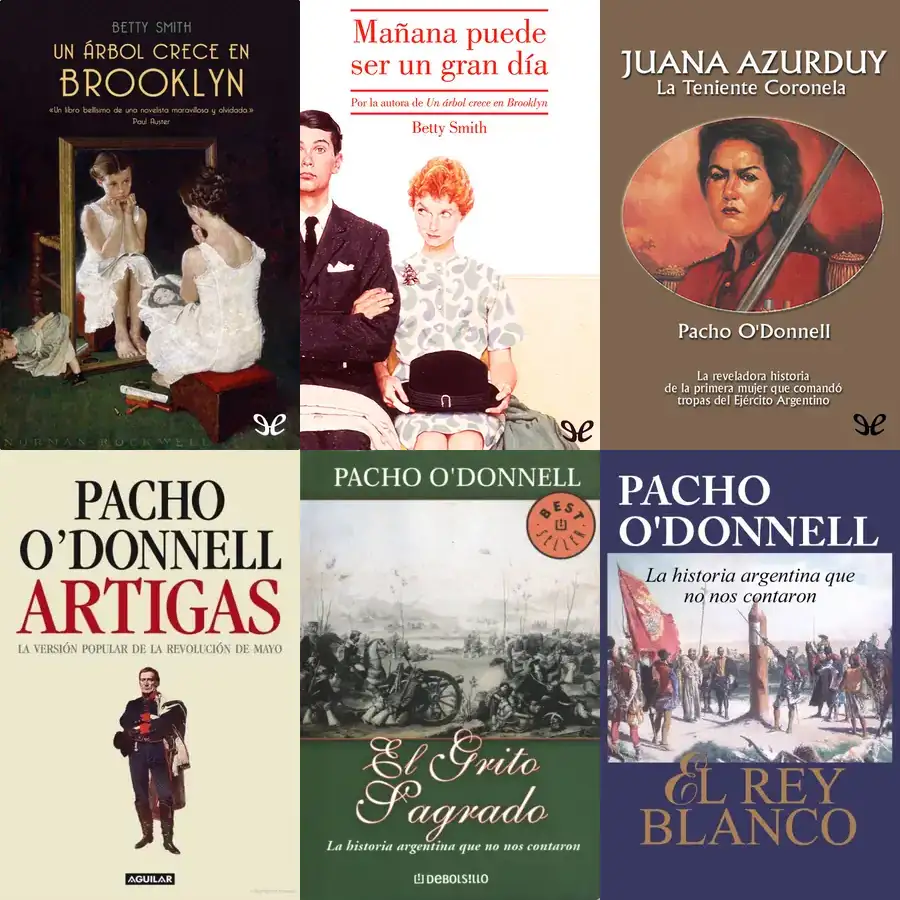 BETTY SMITH
UN ÁRBOL CRECE EN
BROOKLYN
«Un libro bellísimo de una novelista maravillosa y olvidada.»
Paul Auster
NORMAN ROCKWELL
Mañana puede
ser un gran día
Por la autora de Un árbol crece en Brooklyn
Betty Smith
JUANA AZURDUY
La Teniente Coronela
Pacho O'Donnell
La reveladora historia
de la primera mujer que comandó
tropas del Ejército Argentino
PACHO
O'DONNELL
ARTIGAS
LA VERSIÓN POPULAR DE LA REVOLUCIÓN DE MAYO
AGUILAR
PACHO O'DONNELL
BEST
SELLER
El Grito
Sagrado
La historia argentina que no nos contaron
DEBOLS!LLO
PACHO
O'DONNELL
La historia argentina que
no nos contaron
EL REY
BLANCO